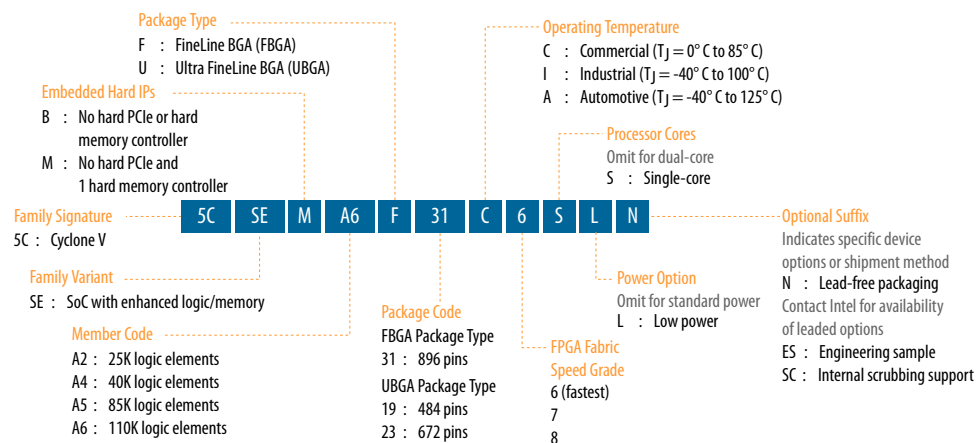 Package Type
F : FineLine BGA (FBGA)
U : Ultra FineLine BGA (UBGA)
Embedded Hard IPs
B : No hard PCIe or hard
memory controller
M : No hard PCIe and
1 hard memory controller
Operating Temperature
C : Commercial (TJ = 0° C to 85° C)
I : Industrial (TJ = -40° C to 100° C)
A : Automotive (TJ = -40° C to 125° C)
Processor Cores
Omit for dual-core
S : Single-core
5C SE M A6 F 31 C 6 S L N
Family Signature
5C : Cyclone V
Family Variant
SE : SoC with enhanced logic/memory
Member Code
A2 : 25K logic elements
A4 : 40K logic elements
A5 : 85K logic elements
A6 : 110K logic elements
Package Code
FBGA Package Type
31 : 896 pins
UBGA Package Type
19 : 484 pins
23 : 672 pins
FPGA Fabric
Speed Grade
6 (fastest)
7
8
Power Option
Omit for standard power
L : Low power
Optional Suffix
Indicates specific device
options or shipment method
N : Lead-free packaging
Contact Intel for availability
of leaded options
ES : Engineering sample
SC : Internal scrubbing support